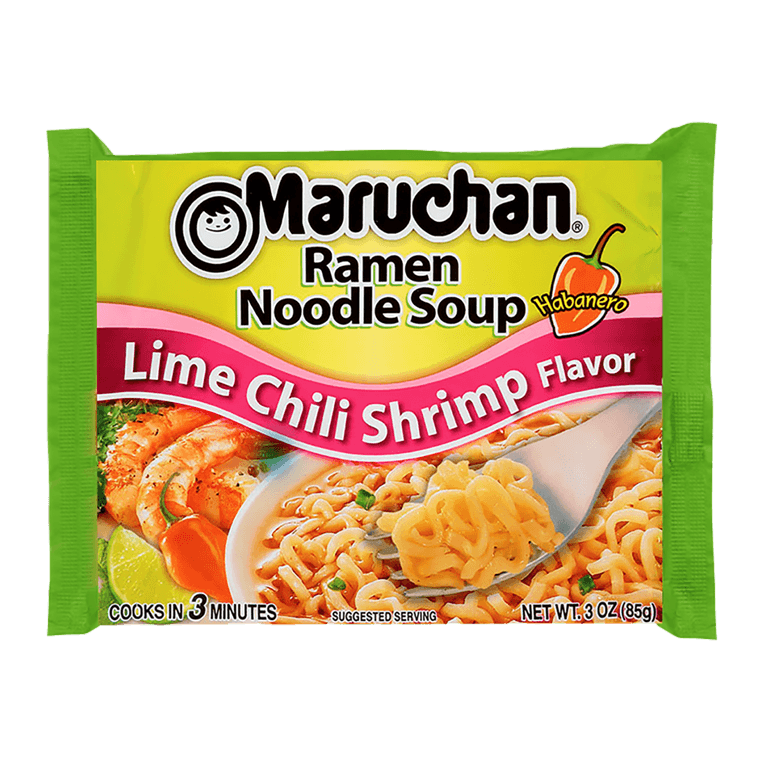 Maruchan®
Ramen
Noodle Soup
Habanero
Lime Chili Shrimp Flavor
COOKS IN 3 MINUTES
SUGGESTED SERVING
NET WT. 3 OZ (85g)